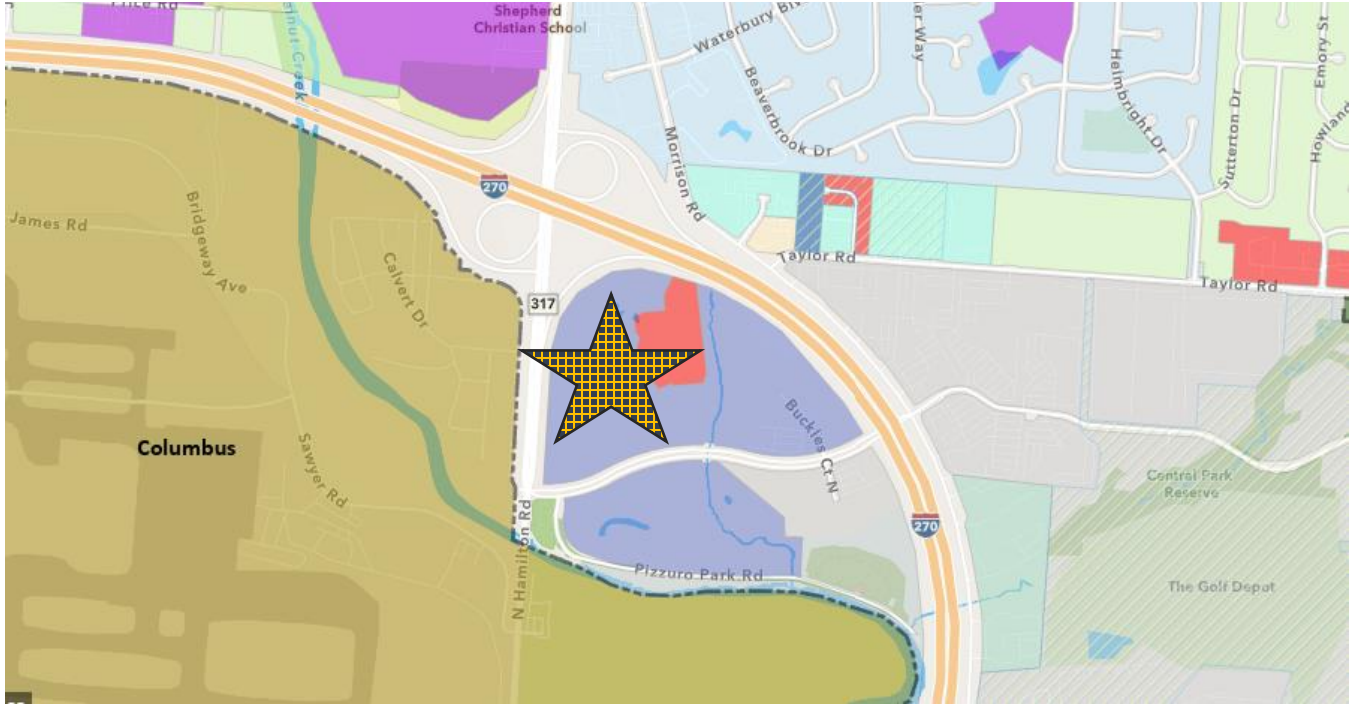 Shepherd
Christian School
Waterbury
Morrison Rd
Beaverbrook Dr
Helmbright Dr
Sutterton Dr
Emory St
Howland
270
James Rd
Bridgeway Ave
Calvert Dr
317
Taylor Rd
Taylor Rd
Columbus
Sawyer Rd
Buckles Ct N
Central Park
Reserve
270
N Hamilton Rd
Pizzuro Park Rd
The Golf Depot